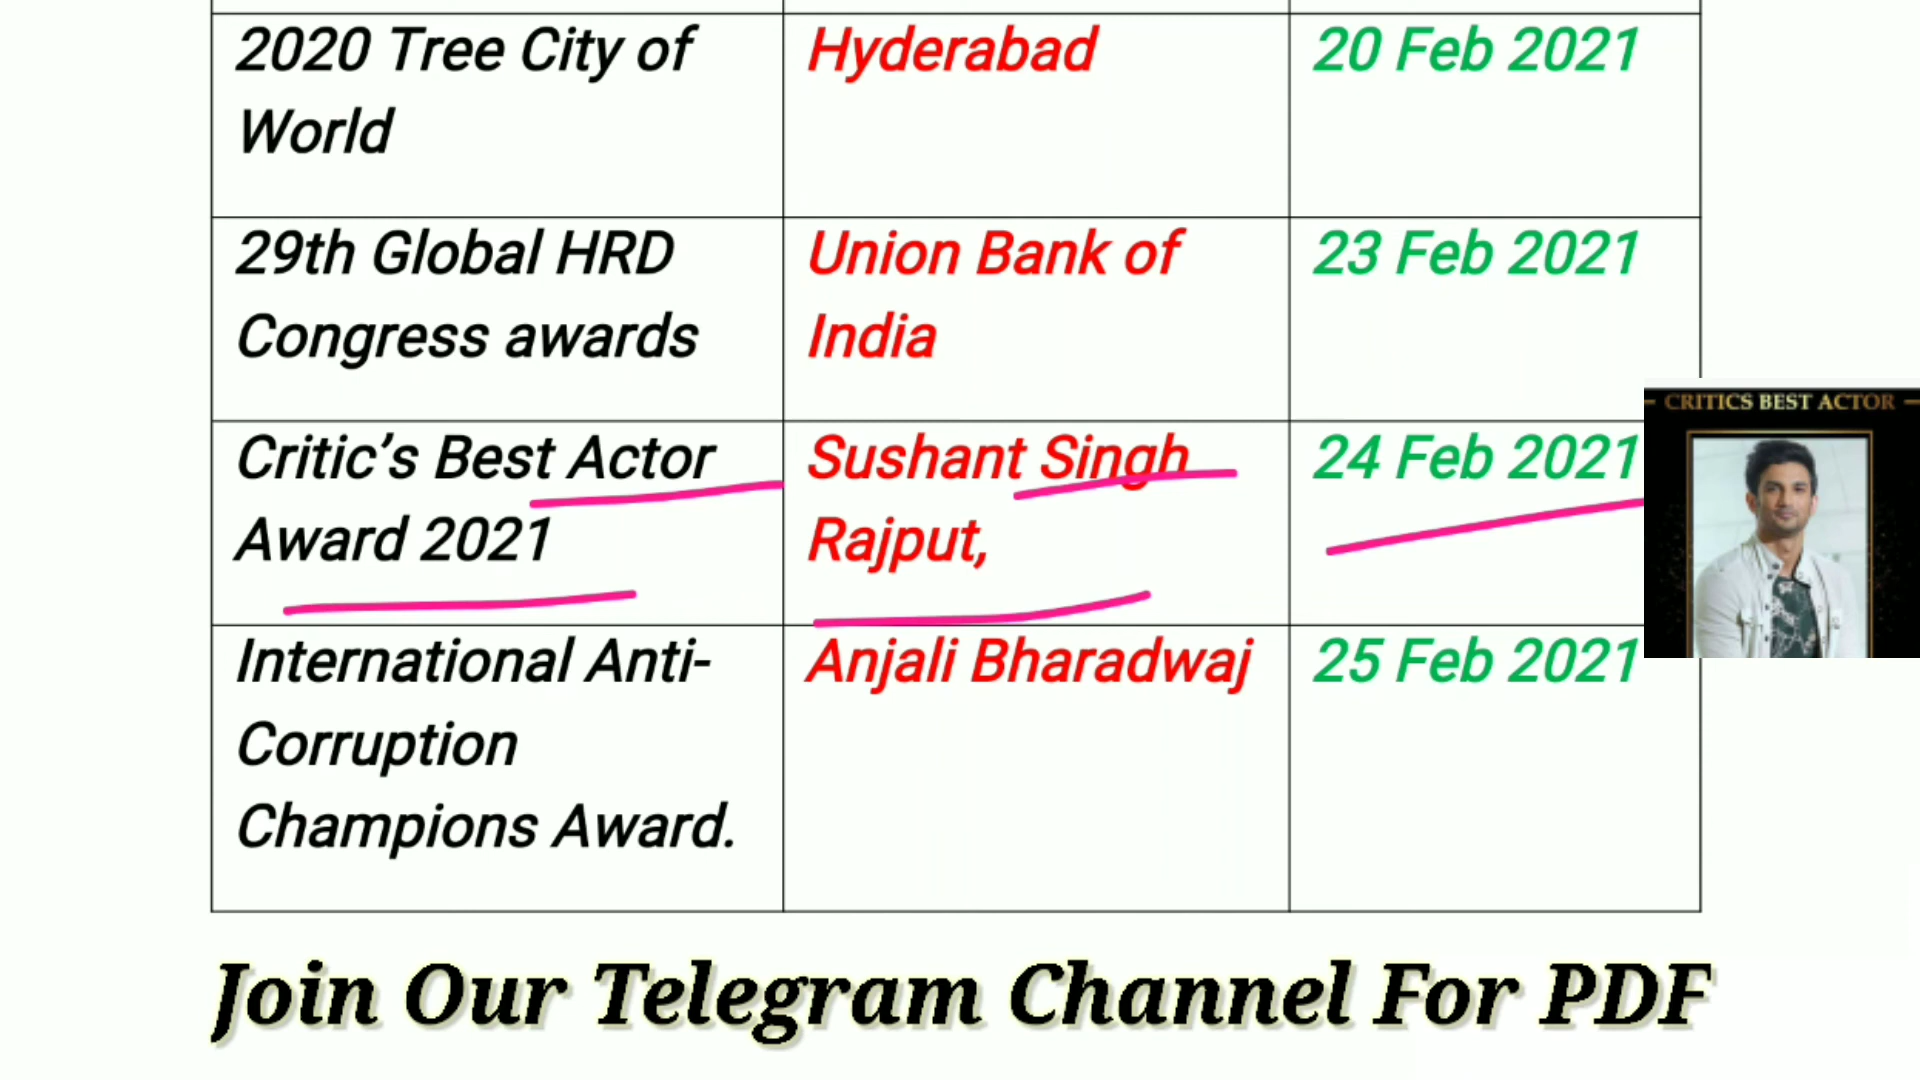 2020 Tree City of
World
Hyderabad
20 Feb 2021
29th Global HRD
Congress awards
Union Bank of
India
23 Feb 2021
Critic’s Best Actor
Award 2021
Sushant Singh
Rajput,
24 Feb 2021
CRITICS BEST ACTOR
International Anti-
Corruption
Champions Award.
Anjali Bharadwaj
25 Feb 2021
Join Our Telegram Channel For PDF